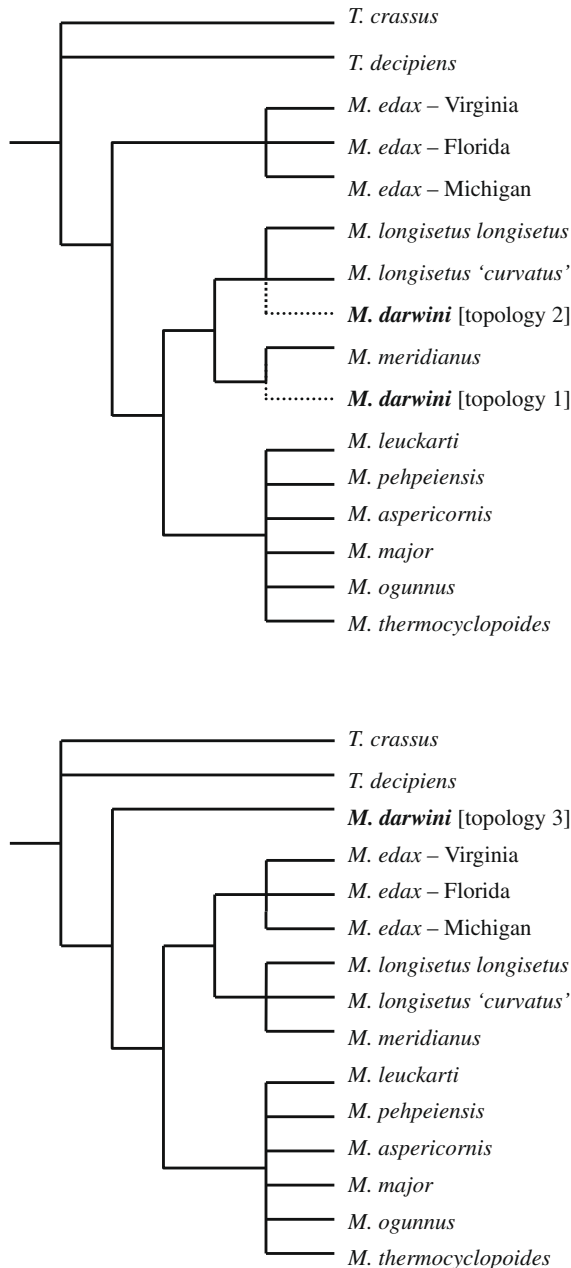 T. crassus
T. decipiens
M. edax – Virginia
M. edax – Florida
M. edax – Michigan
M. longisetus longisetus
M. longisetus ‘curvatus’
M. darwini [topology 2]
M. meridianus
M. darwini [topology 1]
M. leuckarti
M. pehpeiensis
M. aspericornis
M. major
M. ogunnus
M. thermocyclopoides
T. crassus
T. decipiens
M. darwini [topology 3]
M. edax – Virginia
M. edax – Florida
M. edax – Michigan
M. longisetus longisetus
M. longisetus ‘curvatus’
M. meridianus
M. leuckarti
M. pehpeiensis
M. aspericornis
M. major
M. ogunnus
M. thermocyclopoides